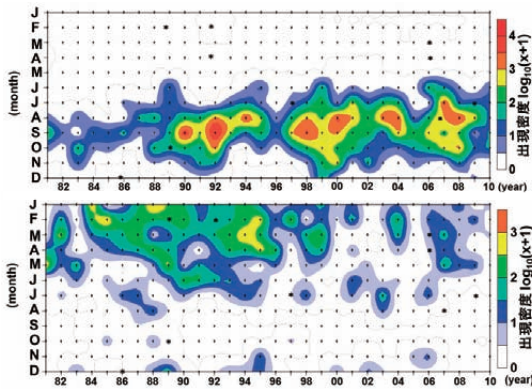 J
F
M
A
M
J
J
A
S
O
N
D
(month)
82 84 86 88 90 92 94 96 98 00 02 04 06 08 10 (year)
4
3
2
1
0
出現密度 log10(x+1)
J
F
M
A
M
J
J
A
S
O
N
D
(month)
82 84 86 88 90 92 94 96 98 00 02 04 06 08 10 (year)
3
2
1
0
出現密度 log10(x+1)